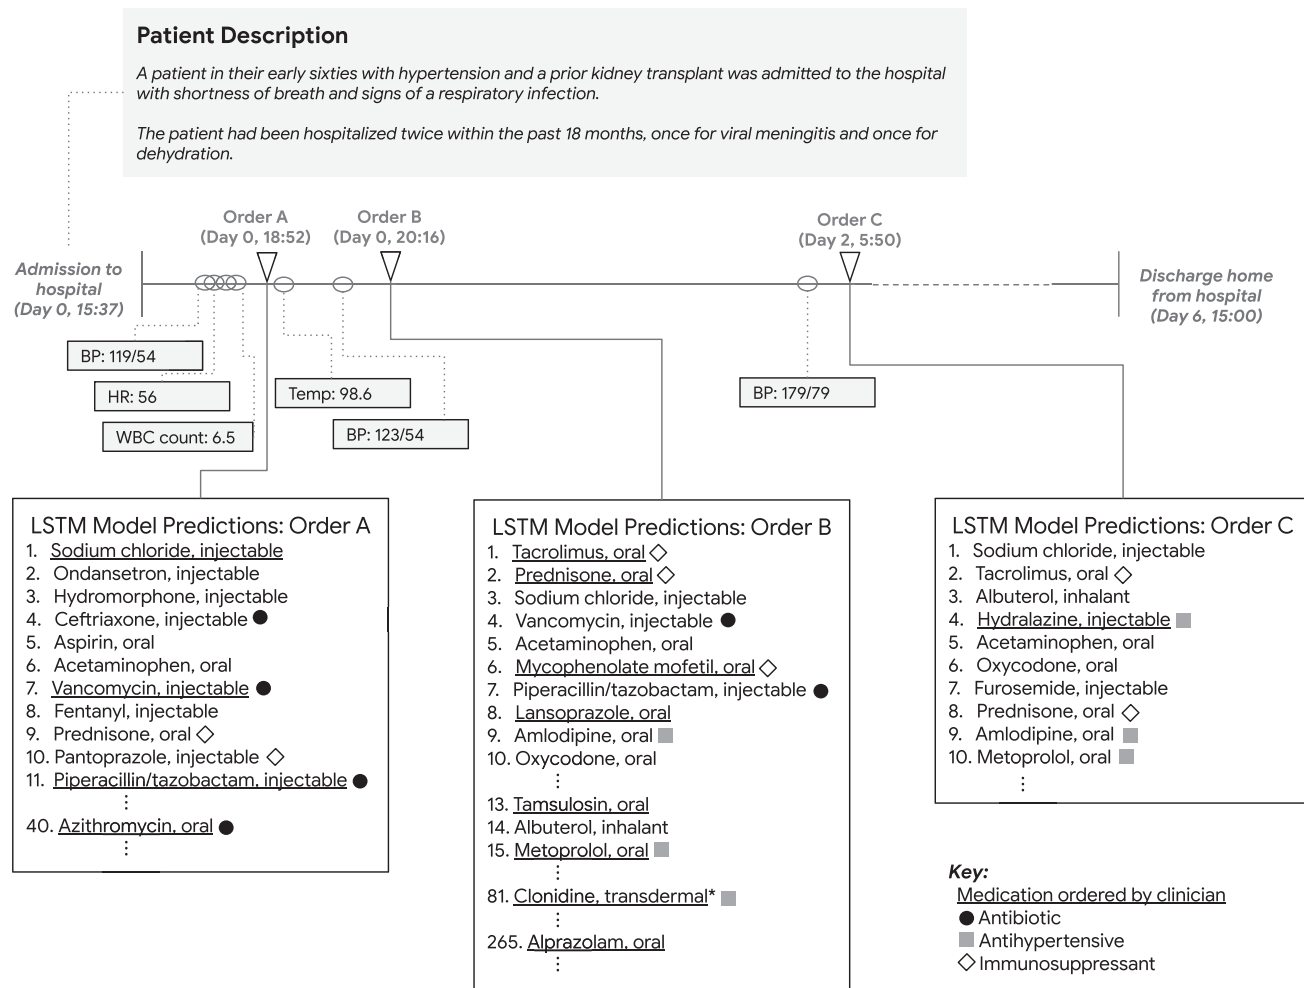 Patient Description
A patient in their early sixties with hypertension and a prior kidney transplant was admitted to the hospital
with shortness of breath and signs of a respiratory infection.
The patient had been hospitalized twice within the past 18 months, once for viral meningitis and once for
dehydration.
Order A
(Day 0, 18:52)
Order B
(Day 0, 20:16)
Order C
(Day 2, 5:50)
Admission to
hospital
(Day 0, 15:37)
Discharge home
from hospital
(Day 6, 15:00)
BP: 119/54
HR: 56
WBC count: 6.5
Temp: 98.6
BP: 123/54
BP: 179/79
LSTM Model Predictions: Order A
1. Sodium chloride, injectable
2. Ondansetron, injectable
3. Hydromorphone, injectable
4. Ceftriaxone, injectable
5. Aspirin, oral
6. Acetaminophen, oral
7. Vancomycin, injectable
8. Fentanyl, injectable
9. Prednisone, oral
10. Pantoprazole, injectable
11. Piperacillin/tazobactam, injectable
40. Azithromycin, oral
LSTM Model Predictions: Order B
1. Tacrolimus, oral
2. Prednisone, oral
3. Sodium chloride, injectable
4. Vancomycin, injectable
5. Acetaminophen, oral
6. Mycophenolate mofetil, oral
7. Piperacillin/tazobactam, injectable
8. Lansoprazole, oral
9. Amlodipine, oral
10. Oxycodone, oral
13. Tamsulosin, oral
14. Albuterol, inhalant
15. Metoprolol, oral
81. Clonidine, transdermal*
265. Alprazolam, oral
LSTM Model Predictions: Order C
1. Sodium chloride, injectable
2. Tacrolimus, oral
3. Albuterol, inhalant
4. Hydralazine, injectable
5. Acetaminophen, oral
6. Oxycodone, oral
7. Furosemide, injectable
8. Prednisone, oral
9. Amlodipine, oral
10. Metoprolol, oral
Key:
Medication ordered by clinician
Antibiotic
Antihypertensive
Immunosuppressant